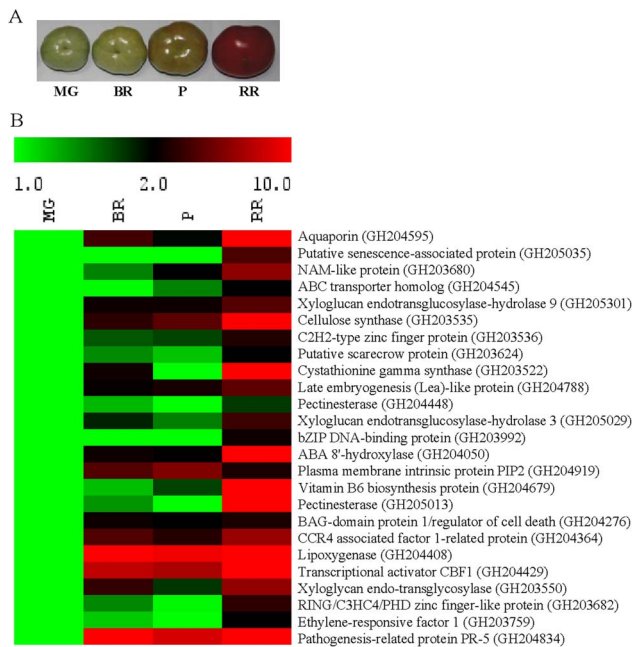 A
MG BR P RR
B
1.0 2.0 10.0
MG BR P RR
Aquaporin (GH204595)
Putative senescence-associated protein (GH205035)
NAM-like protein (GH203680)
ABC transporter homolog (GH204545)
Xyloglucan endotransglucosylase-hydrolase 9 (GH205301)
Cellulose synthase (GH203535)
C2H2-type zinc finger protein (GH203536)
Putative scarecrow protein (GH203624)
Cystathionine gamma synthase (GH203522)
Late embryogenesis (Lea)-like protein (GH204788)
Pectinesterase (GH204448)
Xyloglucan endotransglucosylase-hydrolase 3 (GH205029)
bZIP DNA-binding protein (GH203992)
ABA 8'-hydroxylase (GH204050)
Plasma membrane intrinsic protein PIP2 (GH204919)
Vitamin B6 biosynthesis protein (GH204679)
Pectinesterase (GH205013)
BAG-domain protein 1/regulator of cell death (GH204276)
CCR4 associated factor 1-related protein (GH204364)
Lipoxygenase (GH204408)
Transcriptional activator CBF1 (GH204429)
Xyloglycan endo-transglycosylase (GH203550)
RING/C3HC4/PHD zinc finger-like protein (GH203682)
Ethylene-responsive factor 1 (GH203759)
Pathogenesis-related protein PR-5 (GH204834)